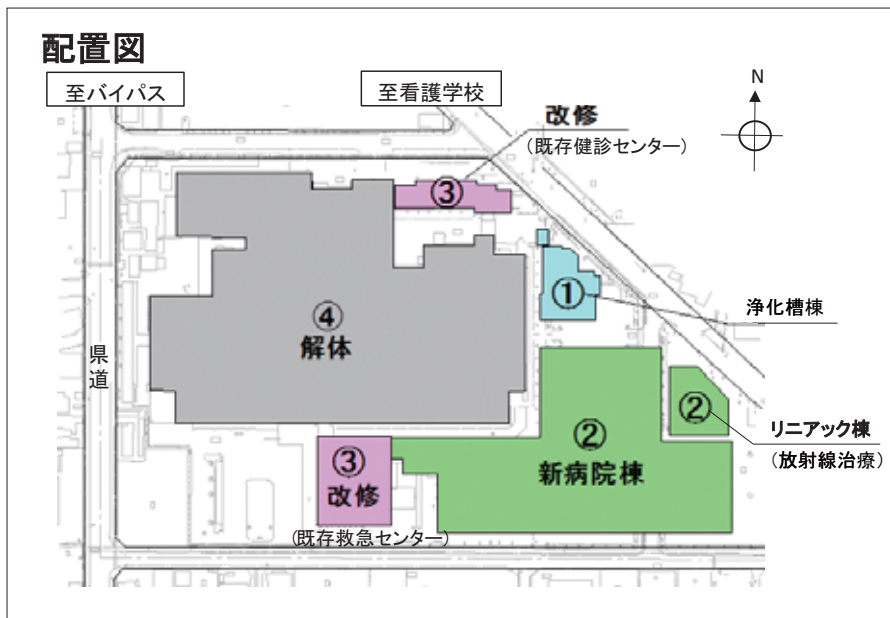 配置図
至バイパス
至看護学校
N
改修
(既存健診センター)
③
①
浄化槽棟
④
解体
県道
②
リニアック棟
(放射線治療)
②
新病院棟
③
改修
(既存救急センター)